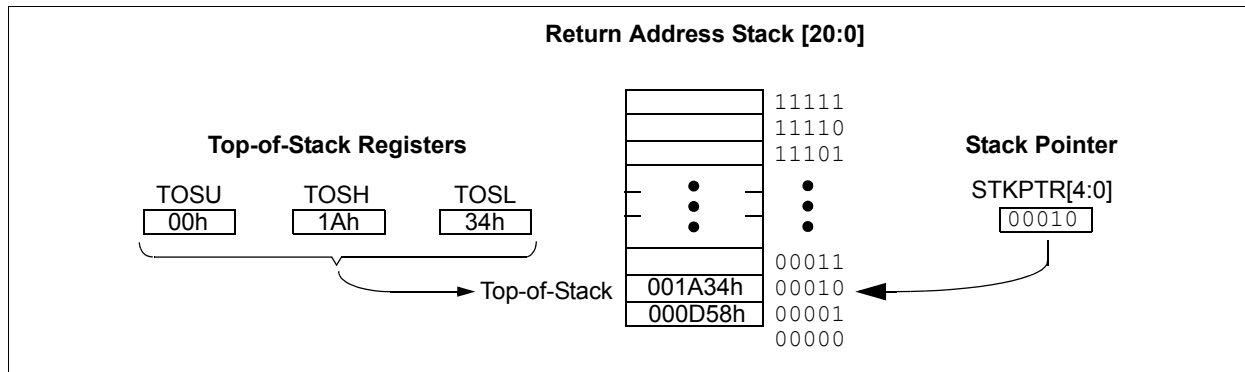 Return Address Stack [20:0]
11111
11110
Top-of-Stack Registers
11101
Stack Pointer
TOSU TOSH TOSL
STKPTR[4:0]
00h 1Ah 34h
00010
00011
Top-of-Stack 001A34h 00010
000D58h 00001
00000